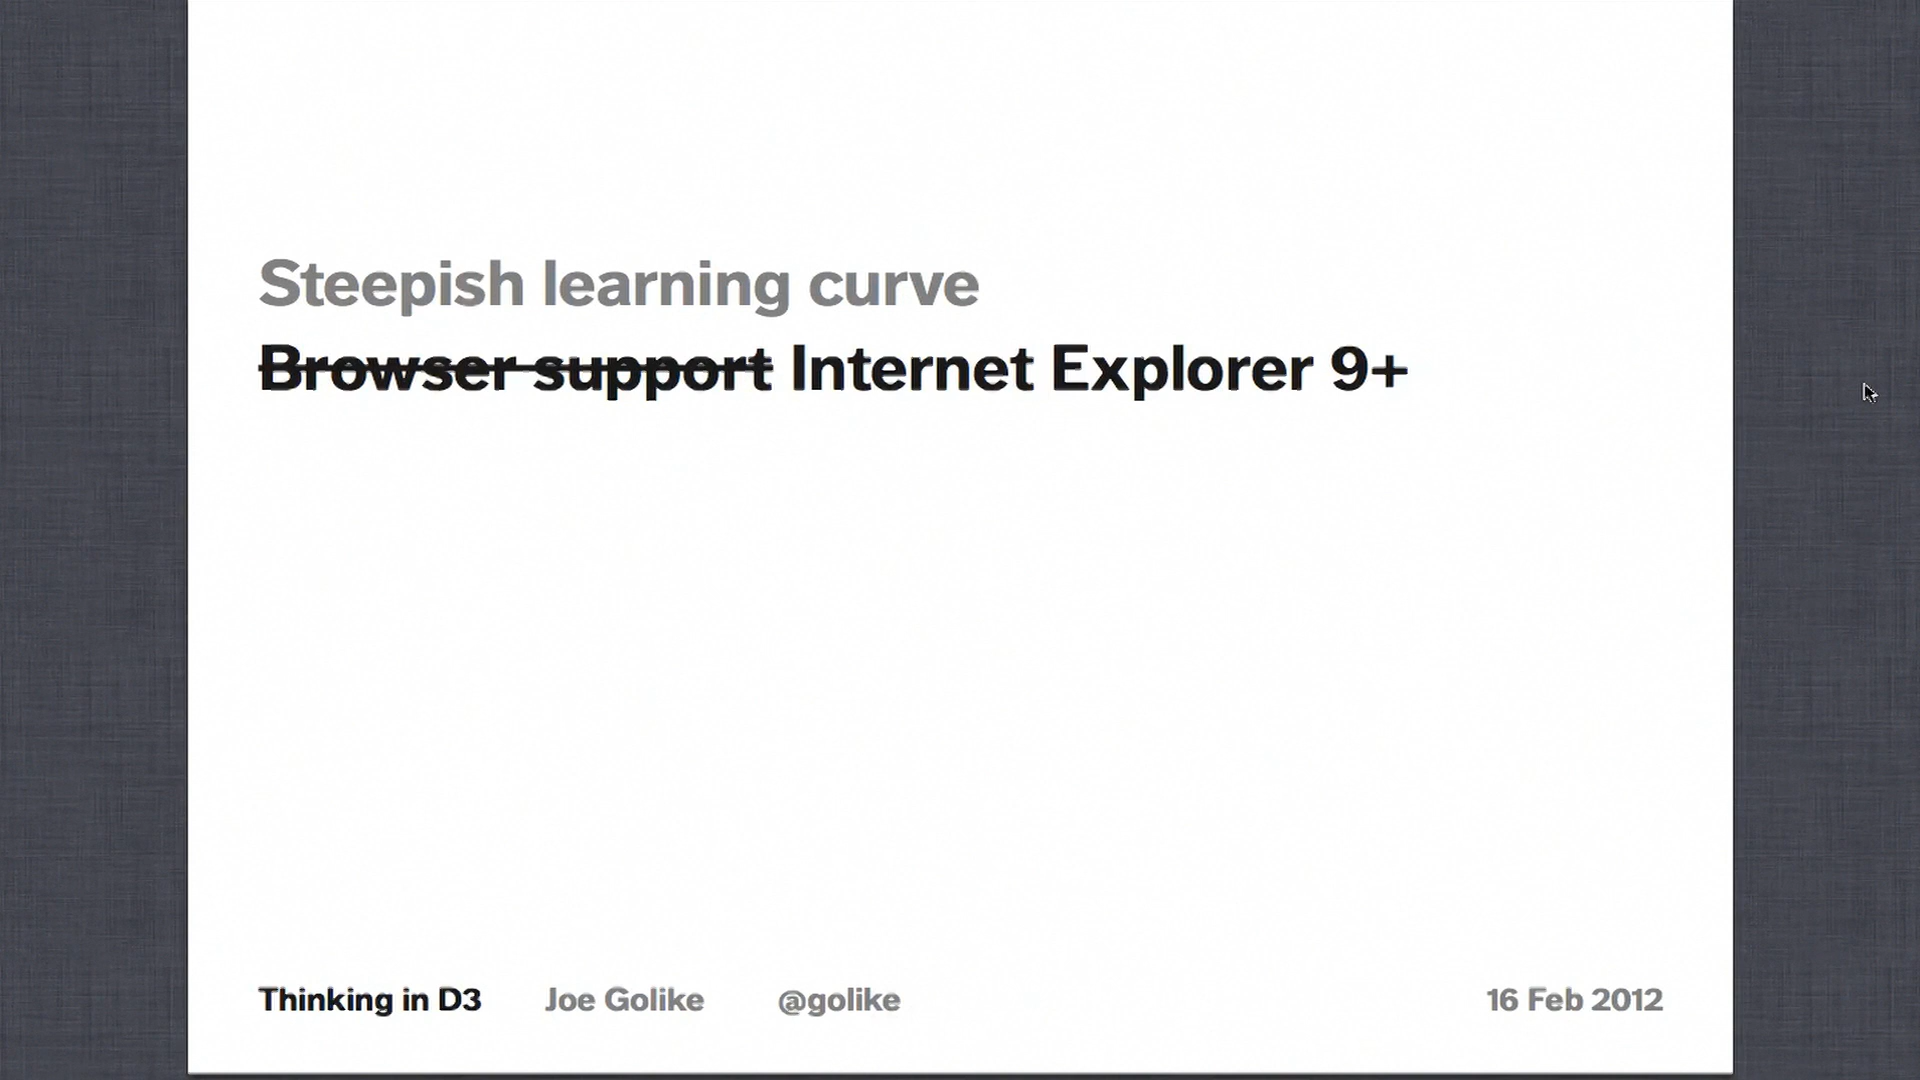 Steepish learning curve
Browser support Internet Explorer 9+
Thinking in D3 Joe Golike @golike 16 Feb 2012